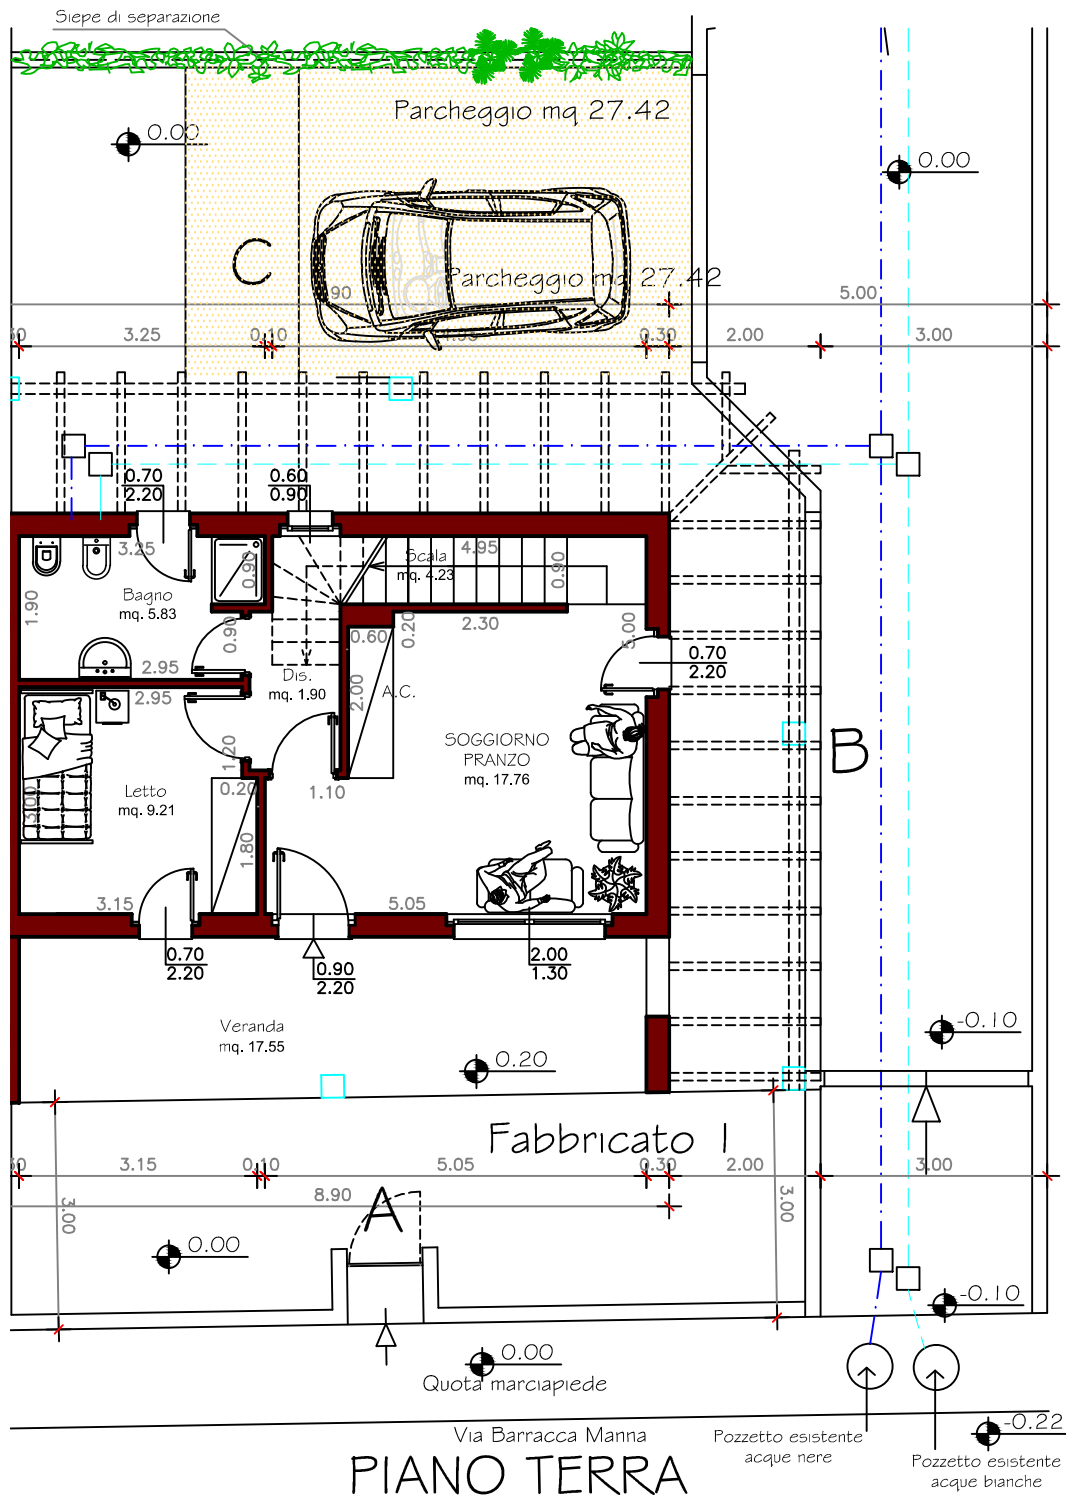 Siepe di separazione
Parcheggio mq 27.42
0.00
0.00
C
Parcheggio mq 27.42
5.00
3.25
0.10
0.30
2.00
3.00
0.70
2.20
0.60
0.90
3.25
0.90
Scala
mq. 4.23
4.95
0.90
1.90
Bagno
mq. 5.83
0.90
0.60
0.20
2.30
5.00
2.95
Dis.
mq. 1.90
0.70
2.20
2.95
2.00
A.C.
SOGGIORNO
PRANZO
mq. 17.76
B
1.20
3.00
Letto
mq. 9.21
0.20
1.10
1.80
3.15
5.05
0.70
2.20
0.90
2.20
2.00
1.30
Veranda
mq. 17.55
0.20
-0.10
Fabbricato 1
3.15
0.10
5.05
0.30
2.00
3.00
8.90
3.00
A
3.00
0.00
-0.10
0.00
Quota marciapiede
-0.22
Via Barracca Manna
Pozzetto esistente
acque nere
Pozzetto esistente
acque bianche
PIANO TERRA